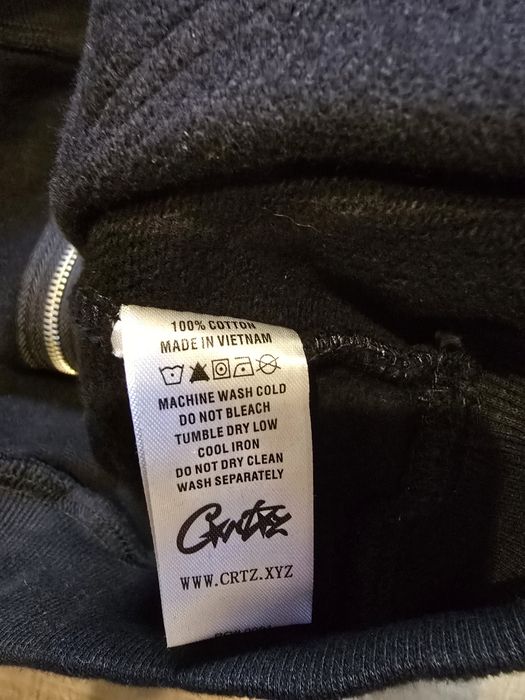 100% COTTON
MADE IN VIETNAM
MACHINE WASH COLD
DO NOT BLEACH
TUMBLE DRY LOW
COOL IRON
DO NOT DRY CLEAN
WASH SEPARATELY
Crtz
WWW.CRTZ.XYZ